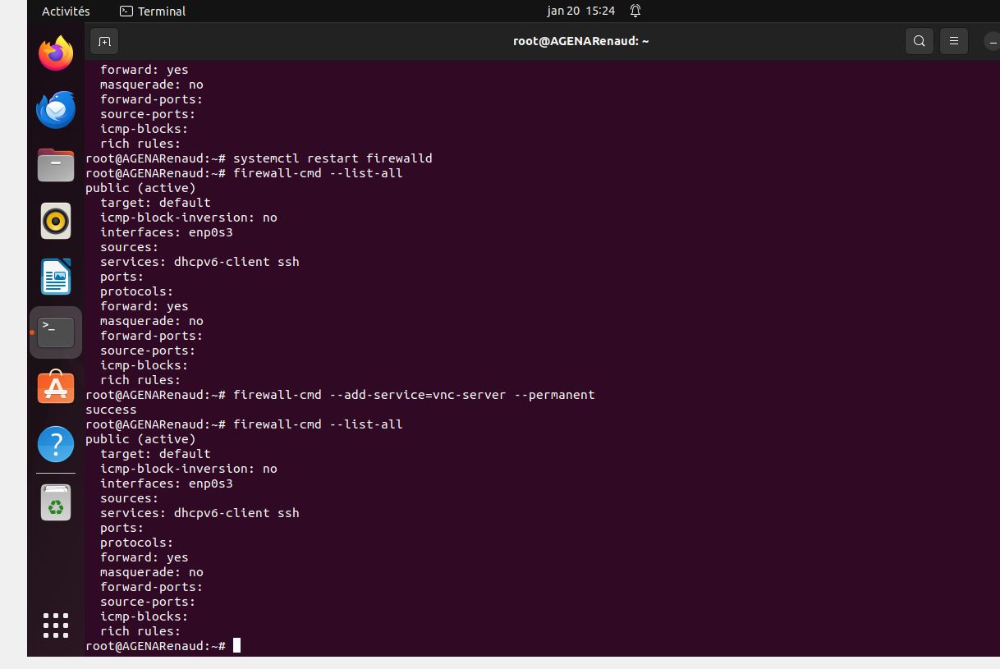 Activités
Terminal
jan 20 15:24
root@AGENARenaud: ~
forward: yes
masquerade: no
forward-ports:
source-ports:
icmp-blocks:
rich rules:
root@AGENARenaud:~# systemctl restart firewalld
root@AGENARenaud:~# firewall-cmd --list-all
public (active)
target: default
icmp-block-inversion: no
interfaces: enp0s3
sources:
services: dhcpv6-client ssh
ports:
protocols:
forward: yes
masquerade: no
forward-ports:
source-ports:
icmp-blocks:
rich rules:
root@AGENARenaud:~# firewall-cmd --add-service=vnc-server --permanent
success
root@AGENARenaud:~# firewall-cmd --list-all
public (active)
target: default
icmp-block-inversion: no
interfaces: enp0s3
sources:
services: dhcpv6-client ssh
ports:
protocols:
forward: yes
masquerade: no
forward-ports:
source-ports:
icmp-blocks:
rich rules:
root@AGENARenaud:~#